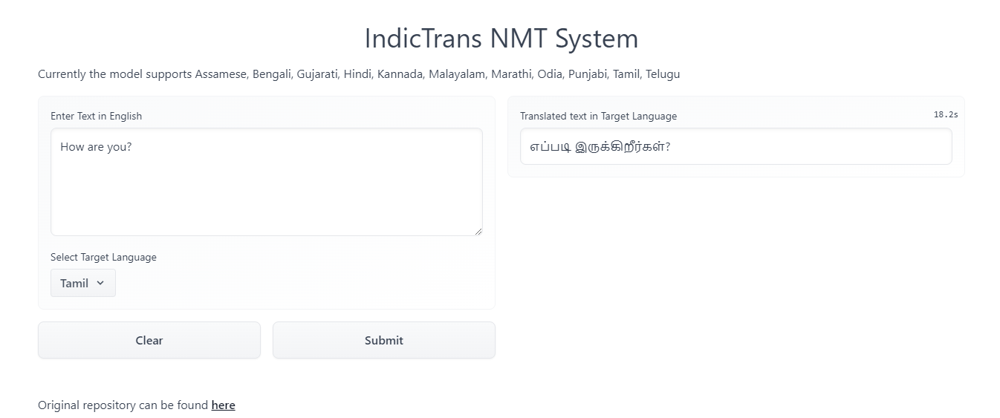 IndicTrans NMT System
Currently the model supports Assamese, Bengali, Gujarati, Hindi, Kannada, Malayalam, Marathi, Odia, Punjabi, Tamil, Telugu
Enter Text in English
How are you?
Select Target Language
Tamil
Clear
Submit
Translated text in Target Language
18.2s
எப்படி இருக்கிறீர்கள்?
Original repository can be found here